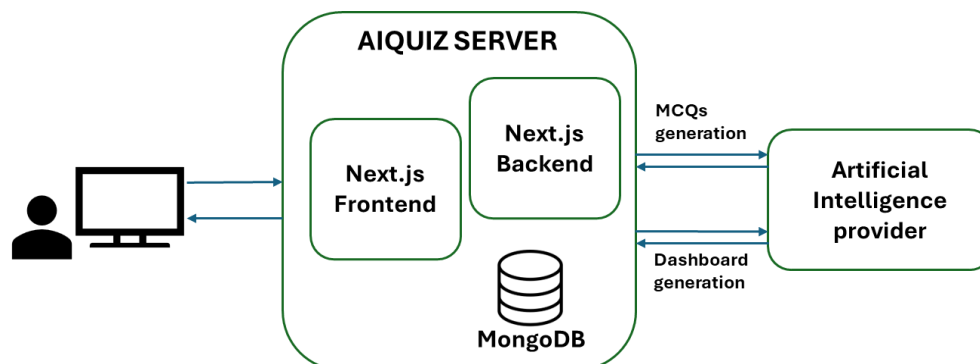 AIQUIZ SERVER
Next.js
Frontend
Next.js
Backend
MongoDB
MCQs
generation
Dashboard
generation
Artificial
Intelligence
provider